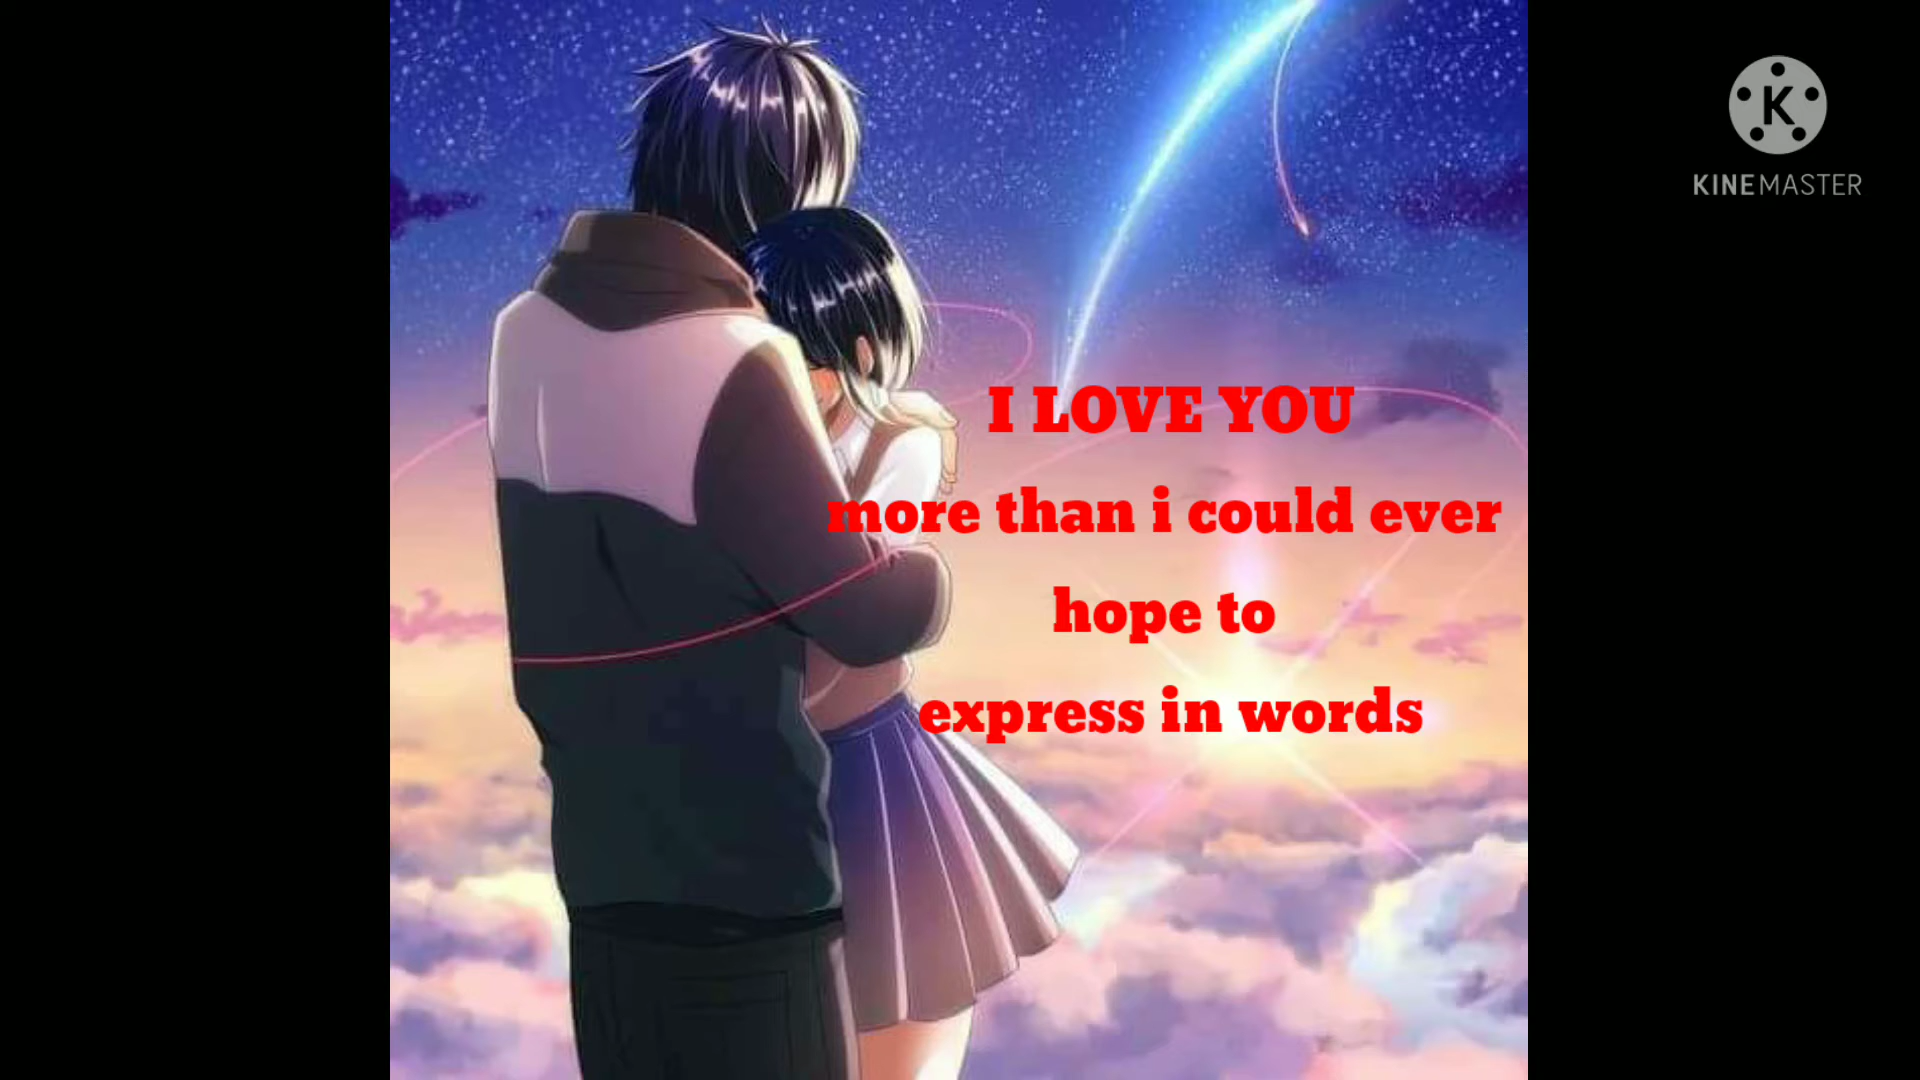 K
KINEMASTER
I LOVE YOU
more than i could ever
hope to
express in words